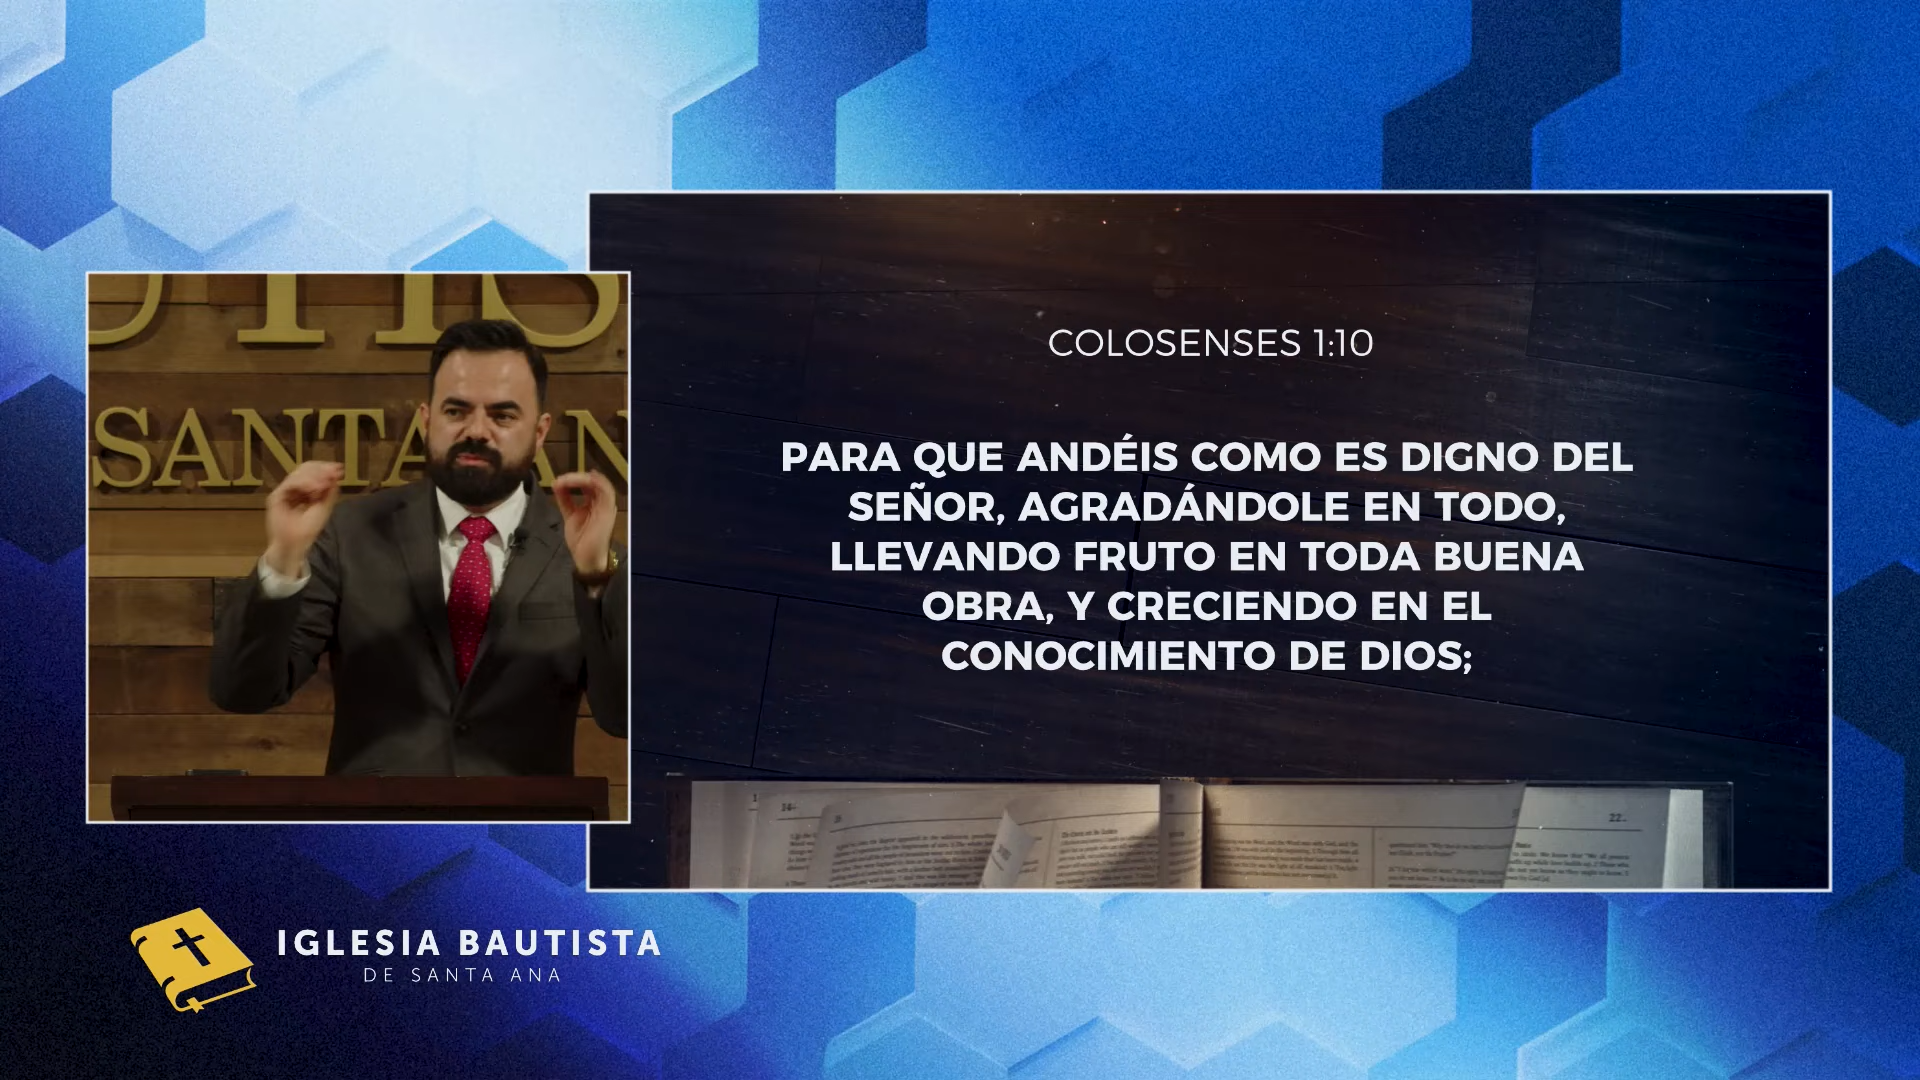 COLOSENSES 1:10
PARA QUE ANDÉIS COMO ES DIGNO DEL
SEÑOR, AGRADÁNDOLE EN TODO,
LLEVANDO FRUTO EN TODA BUENA
OBRA, Y CRECIENDO EN EL
CONOCIMIENTO DE DIOS;
SANTA AN
IGLESIA BAUTISTA
DE SANTA ANA